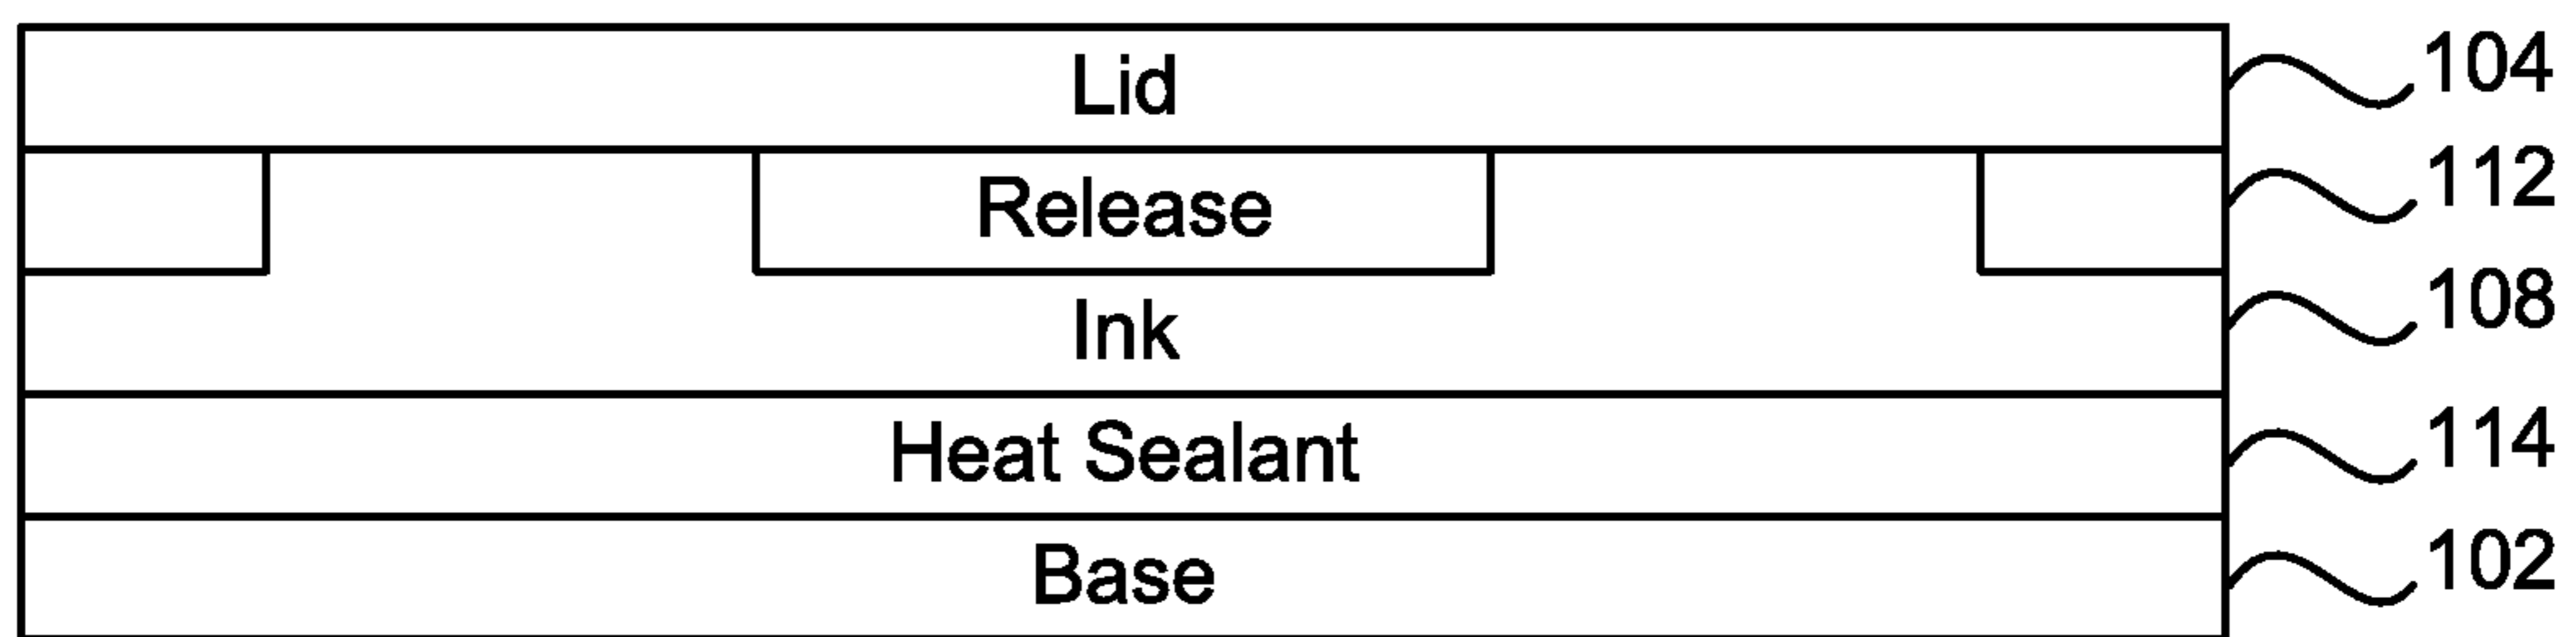 Lid 104
Release 112
Ink 108
Heat Sealant 114
Base 102